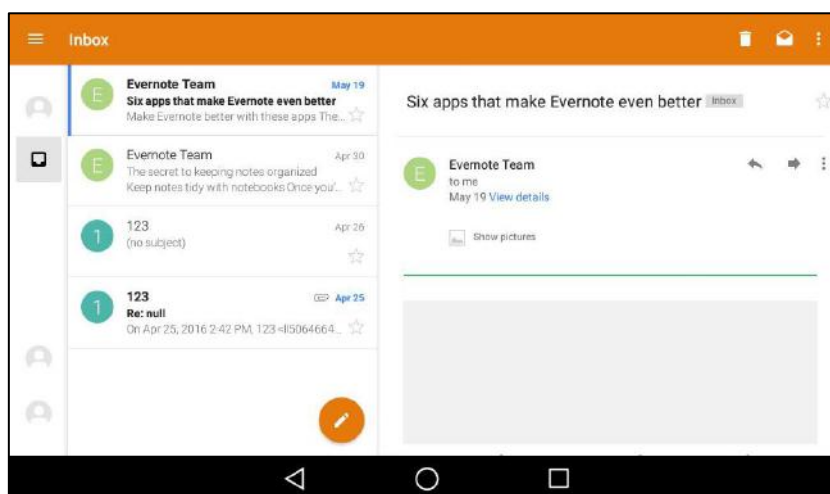 Inbox
Evernote Team May 19
Six apps that make Evernote even better
Make Evernote better with these apps The...
Evernote Team Apr 30
The secret to keeping notes organized
Keep notes tidy with notebooks Once you'...
123 Apr 26
(no subject)
123 Apr 25
Re: null
On Apr 25, 2016 2:42 PM, 123 <ll5064664...
Six apps that make Evernote even better Inbox
E Evernote Team
to me
May 19 View details
Show pictures
E
E
1
1